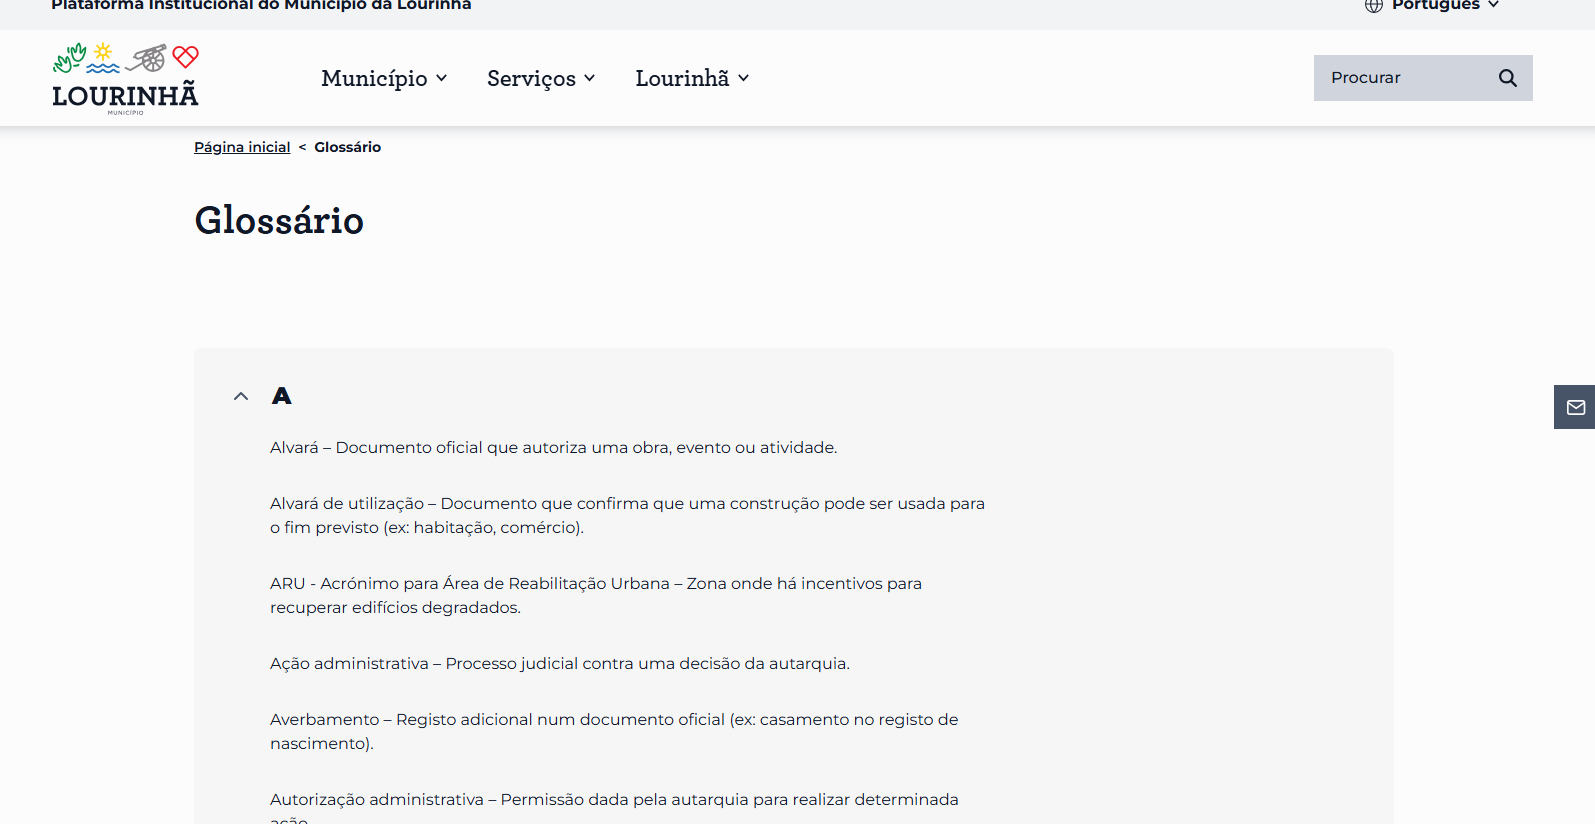 Plataforma Institucional do Município da Lourinhã
Português
LOURINHÃ
MUNICÍPIO
Município
Serviços
Lourinhã
Procurar
Página inicial < Glossário
Glossário
A
Alvará – Documento oficial que autoriza uma obra, evento ou atividade.
Alvará de utilização – Documento que confirma que uma construção pode ser usada para
o fim previsto (ex: habitação, comércio).
ARU - Acrónimo para Área de Reabilitação Urbana – Zona onde há incentivos para
recuperar edifícios degradados.
Ação administrativa – Processo judicial contra uma decisão da autarquia.
Averbamento – Registo adicional num documento oficial (ex: casamento no registo de
nascimento).
Autorização administrativa – Permissão dada pela autarquia para realizar determinada
ação.